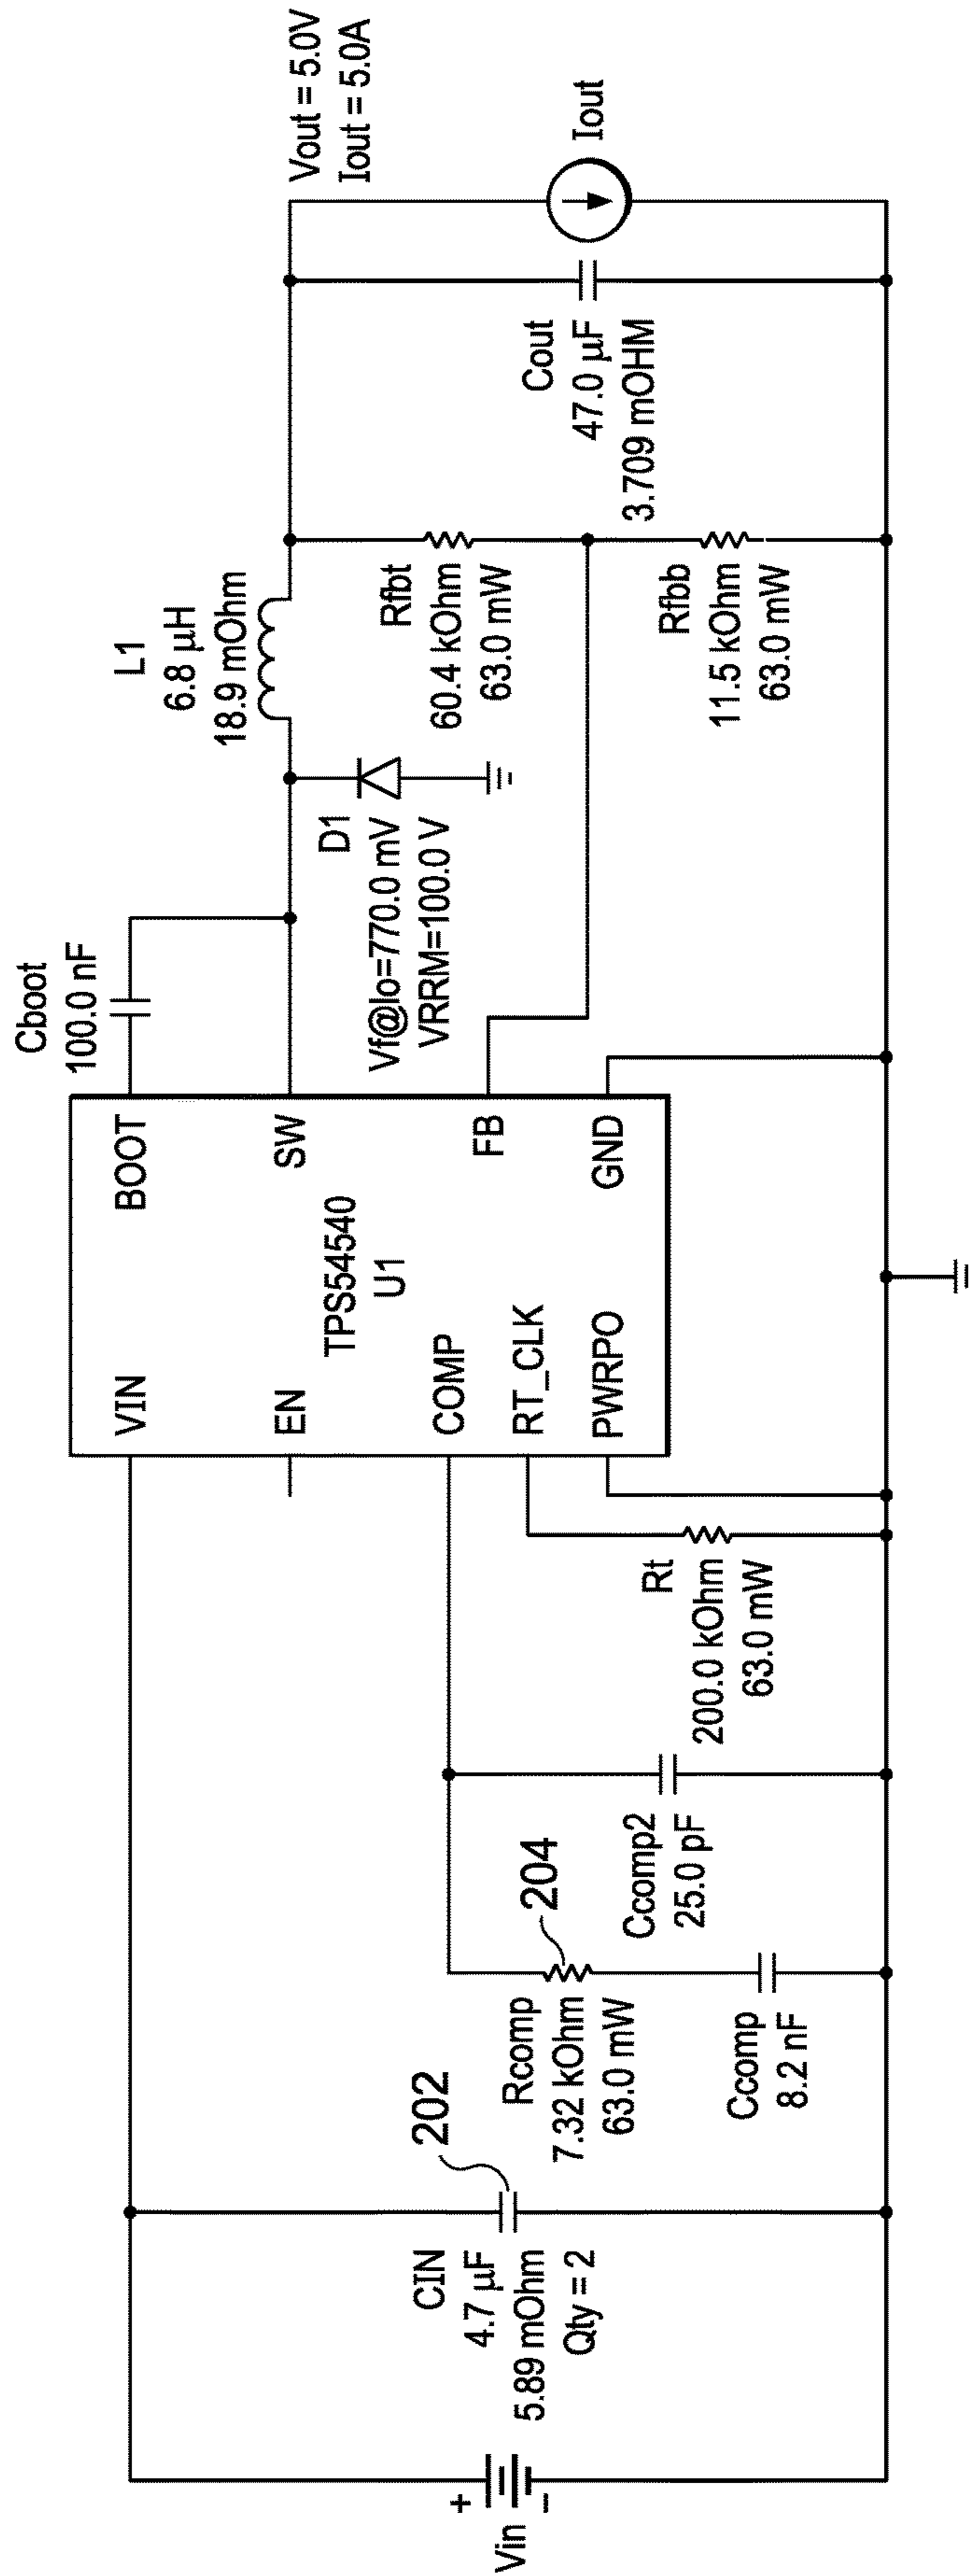 Vin
+
-
CIN
4.7 µF
5.89 mOhm
Qty = 2
202
Rcomp
7.32 kOhm
63.0 mW
204
Ccomp
8.2 nF
Ccomp2
25.0 pF
Rt
200.0 kOhm
63.0 mW
VIN
BOOT
EN
SW
TPS54540
U1
COMP
RT_CLK
PWRPO
FB
GND
Cboot
100.0 nF
D1
Vf@Io=770.0 mV
VRRM=100.0 V
L1
6.8 µH
18.9 mOhm
Rfbt
60.4 kOhm
63.0 mW
Rfbb
11.5 kOhm
63.0 mW
Cout
47.0 µF
3.709 mOHM
Vout = 5.0V
Iout = 5.0A
Iout